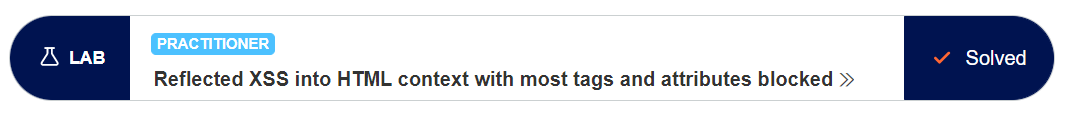 LAB
PRACTITIONER
Reflected XSS into HTML context with most tags and attributes blocked
Solved